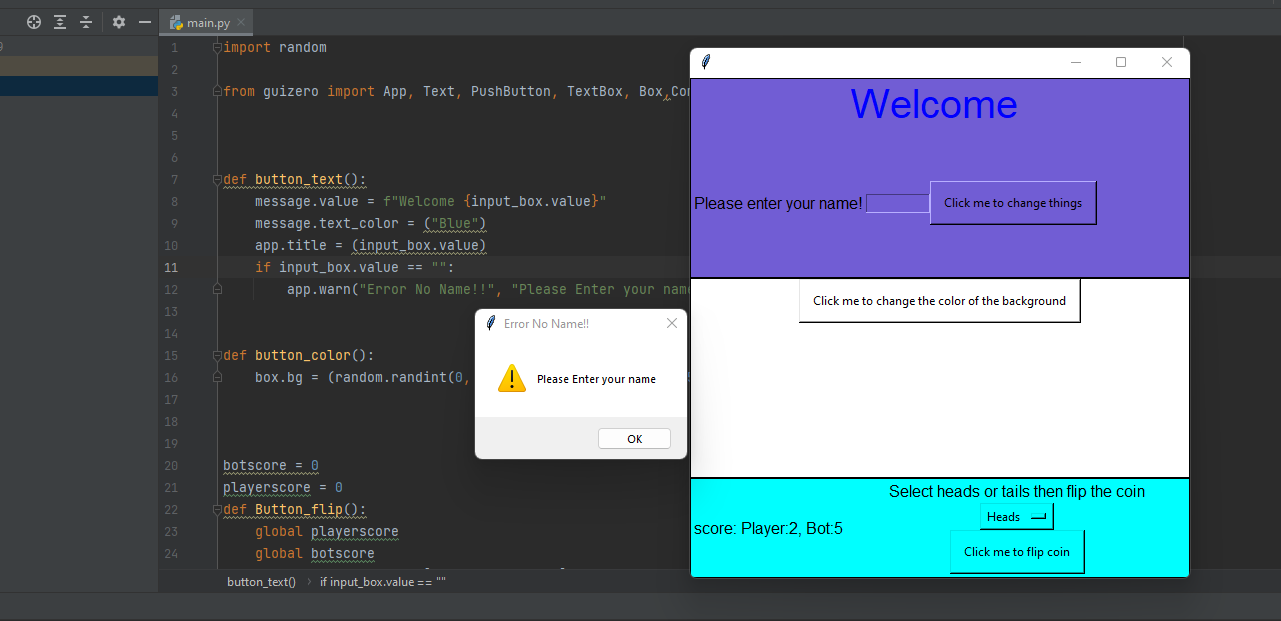 main.py
1 import random
2
3 from guizero import App, Text, PushButton, TextBox, Box,
4
5
6
7 def button_text():
8 message.value = f"Welcome {input_box.value}"
9 message.text_color = ("Blue")
10 app.title = (input_box.value)
11 if input_box.value == "":
12 app.warn("Error No Name!!", "Please Enter your name
13
14
15 def button_color():
16 box.bg = (random.randint(0,
17
18
19
20 botscore = 0
21 playerscore = 0
22 def Button_flip():
23 global playerscore
24 global botscore
button_text() › if input_box.value == ""
Error No Name!!
Please Enter your name
OK
Welcome
Please enter your name! Click me to change things
Click me to change the color of the background
Select heads or tails then flip the coin
Heads
score: Player:2, Bot:5
Click me to flip coin